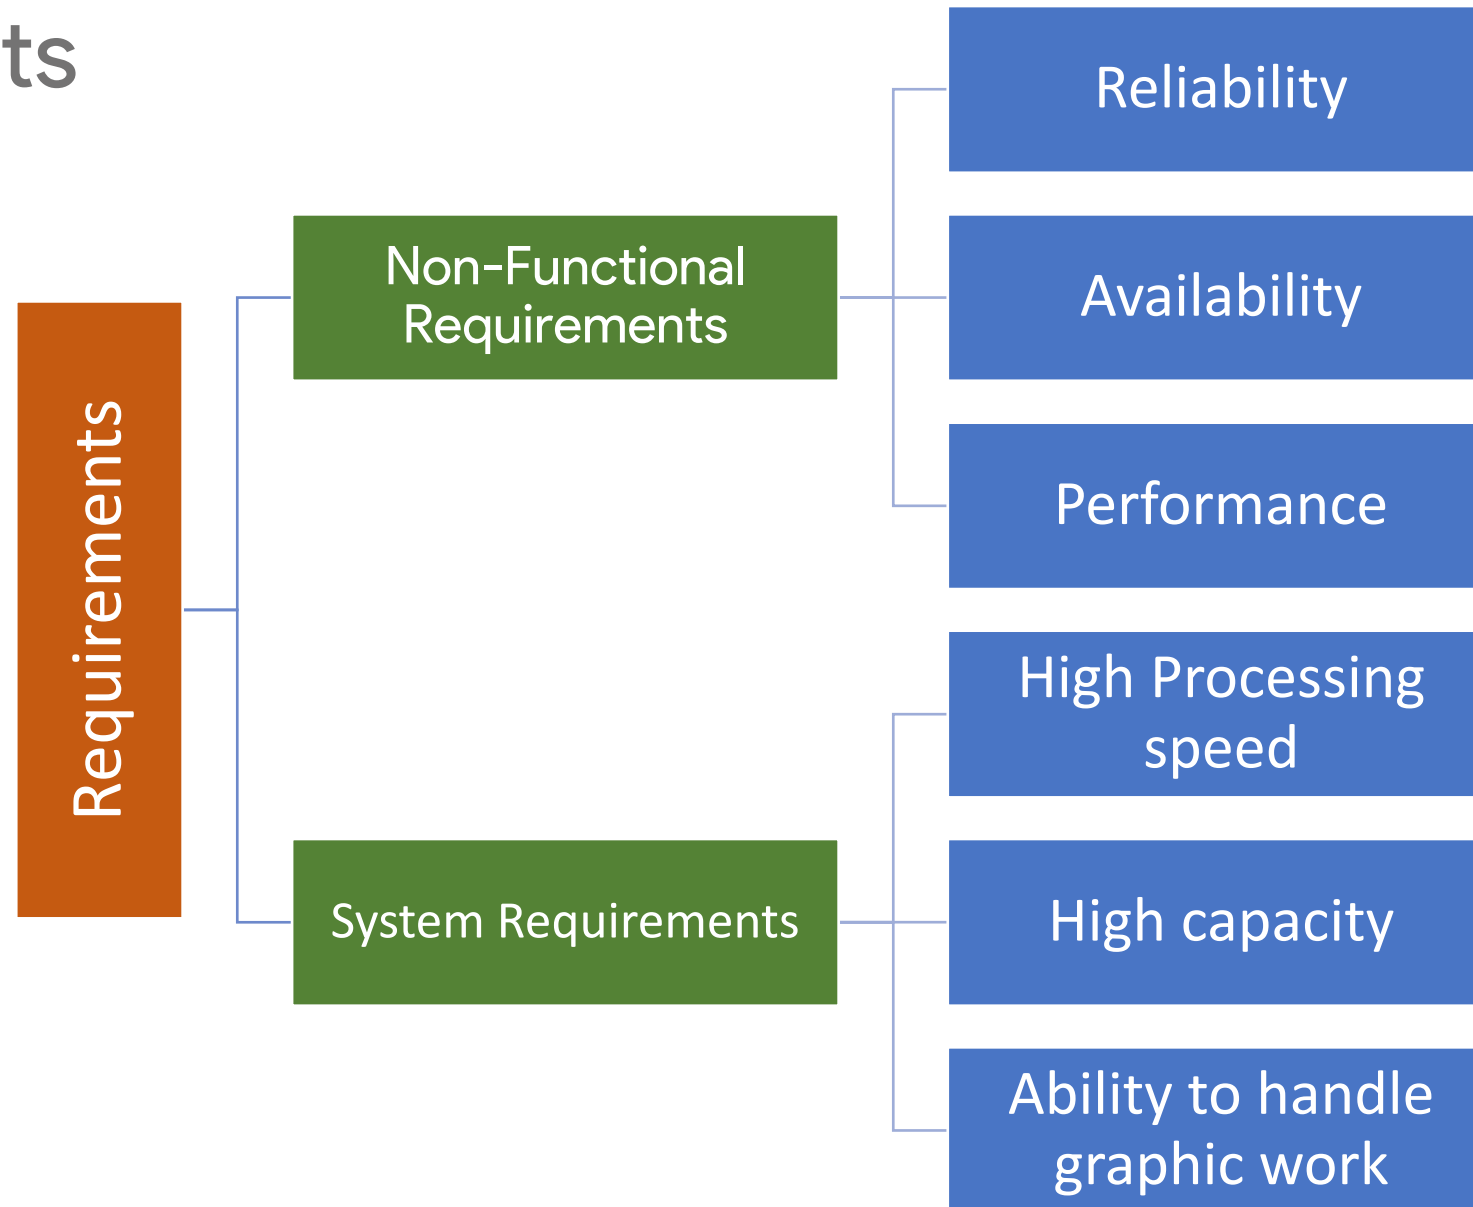 ts
Requirements
Non-Functional
Requirements
Reliability
Availability
Performance
System Requirements
High Processing
speed
High capacity
Ability to handle
graphic work